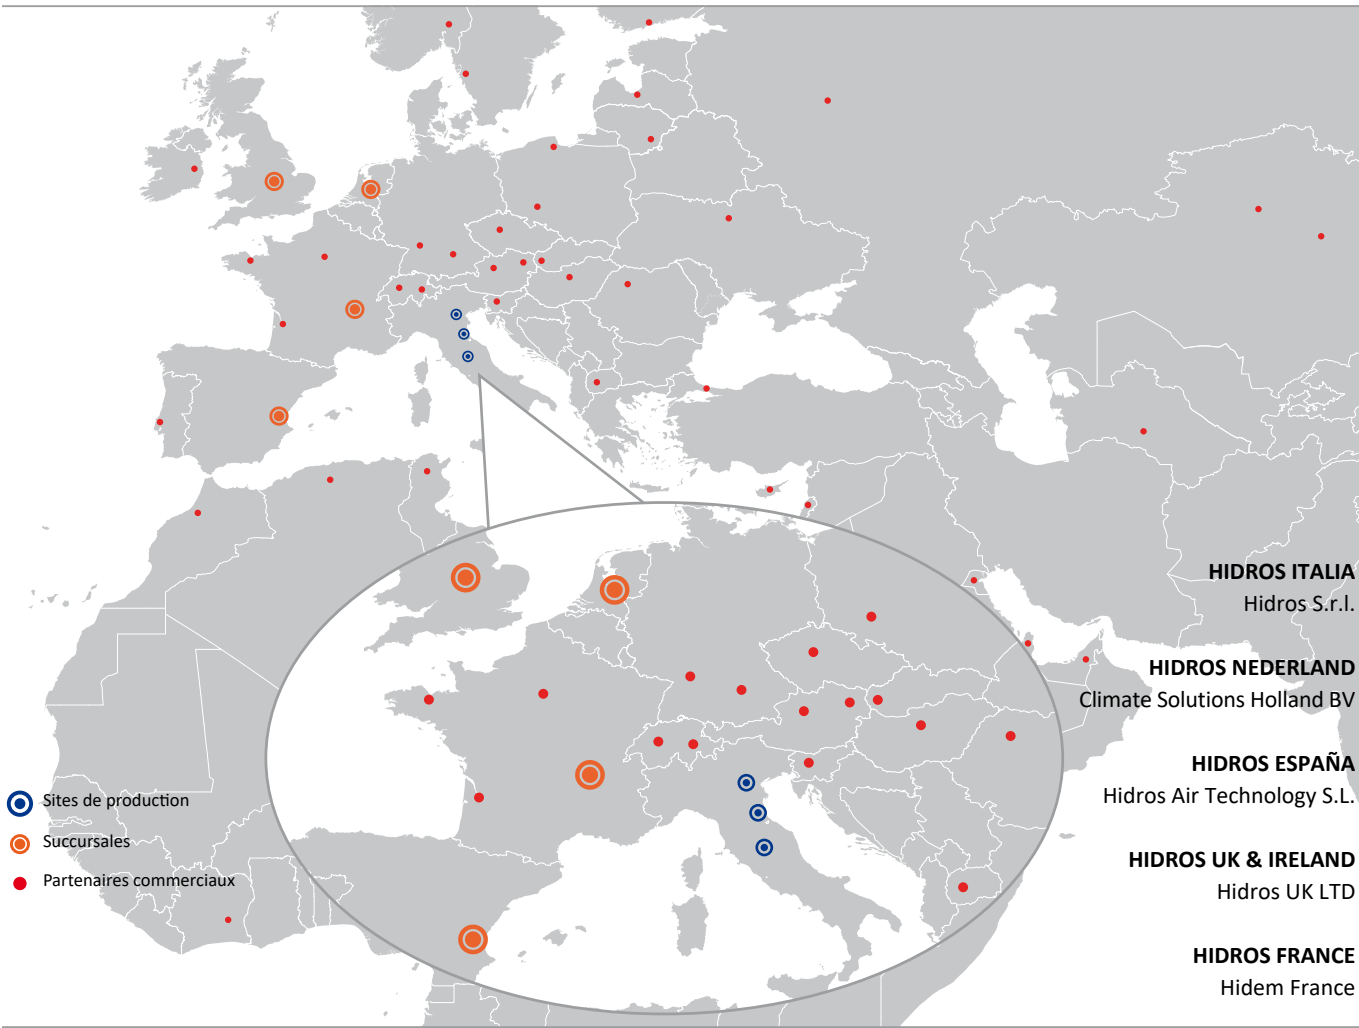 HIDROS ITALIA
Hidros S.r.l.
HIDROS NEDERLAND
Climate Solutions Holland BV
HIDROS ESPAÑA
Hidros Air Technology S.L.
HIDROS UK & IRELAND
Hidros UK LTD
HIDROS FRANCE
Hidem France
Sites de production
Succursales
Partenaires commerciaux